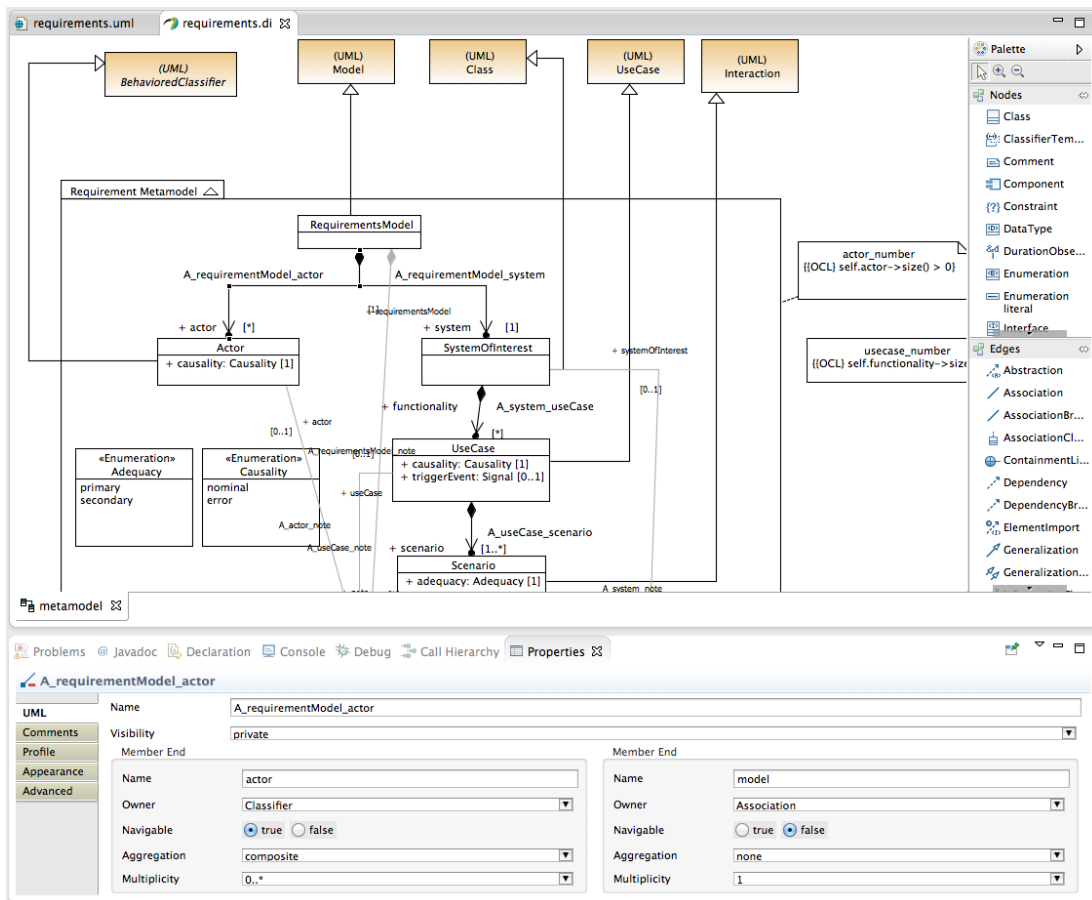 requirements.uml
requirements.di
(UML)
BehavioredClassifier
(UML)
Model
(UML)
Class
(UML)
UseCase
(UML)
Interaction
Requirement Metamodel
RequirementsModel
A_requirementModel_actor
A_requirementModel_system
[1]
requirementsModel
+ actor
[*]
+ system
[1]
Actor
+ causality: Causality [1]
SystemOfInterest
+ systemOfInterest
[0..1]
+ functionality
A_system_useCase
[*]
+ actor
[0..1]
A_requirementsModel_note
[0..1]
UseCase
+ causality: Causality [1]
+ triggerEvent: Signal [0..1]
«Enumeration»
Adequacy
primary
secondary
«Enumeration»
Causality
nominal
error
+ useCase
A_actor_note
A_useCase_note
A_useCase_scenario
+ scenario
[1..*]
Scenario
+ adequacy: Adequacy [1]
A_system_note
actor_number
{{OCL} self.actor->size() > 0}
usecase_number
{{OCL} self.functionality->size
Palette
Nodes
Class
ClassifierTem...
Comment
Component
Constraint
DataType
DurationObse...
Enumeration
Enumeration
literal
Interface
Edges
Abstraction
Association
AssociationBr...
AssociationCl...
ContainmentLi...
Dependency
DependencyBr...
ElementImport
Generalization
Generalization...
metamodel
Problems
@ Javadoc
Declaration
Console
Debug
Call Hierarchy
Properties
A_requirementModel_actor
UML
Comments
Profile
Appearance
Advanced
Name
A_requirementModel_actor
Visibility
private
Member End
Name
actor
Owner
Classifier
Navigable
true
false
Aggregation
composite
Multiplicity
0..*
Member End
Name
model
Owner
Association
Navigable
true
false
Aggregation
none
Multiplicity
1